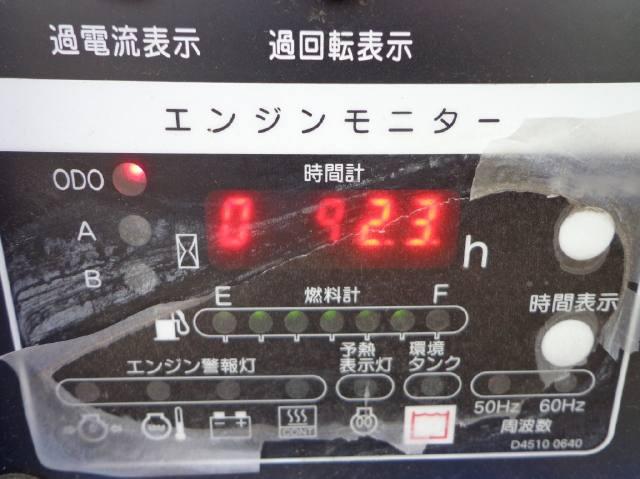 過電流表示 過回転表示
エンジンモニター
ODO 時間計
A
0 923 h
B
E 燃料計 F
時間表示
エンジン警報灯 予熱表示灯 環境タンク
CONT
50Hz 60Hz
周波数
D4510 0640